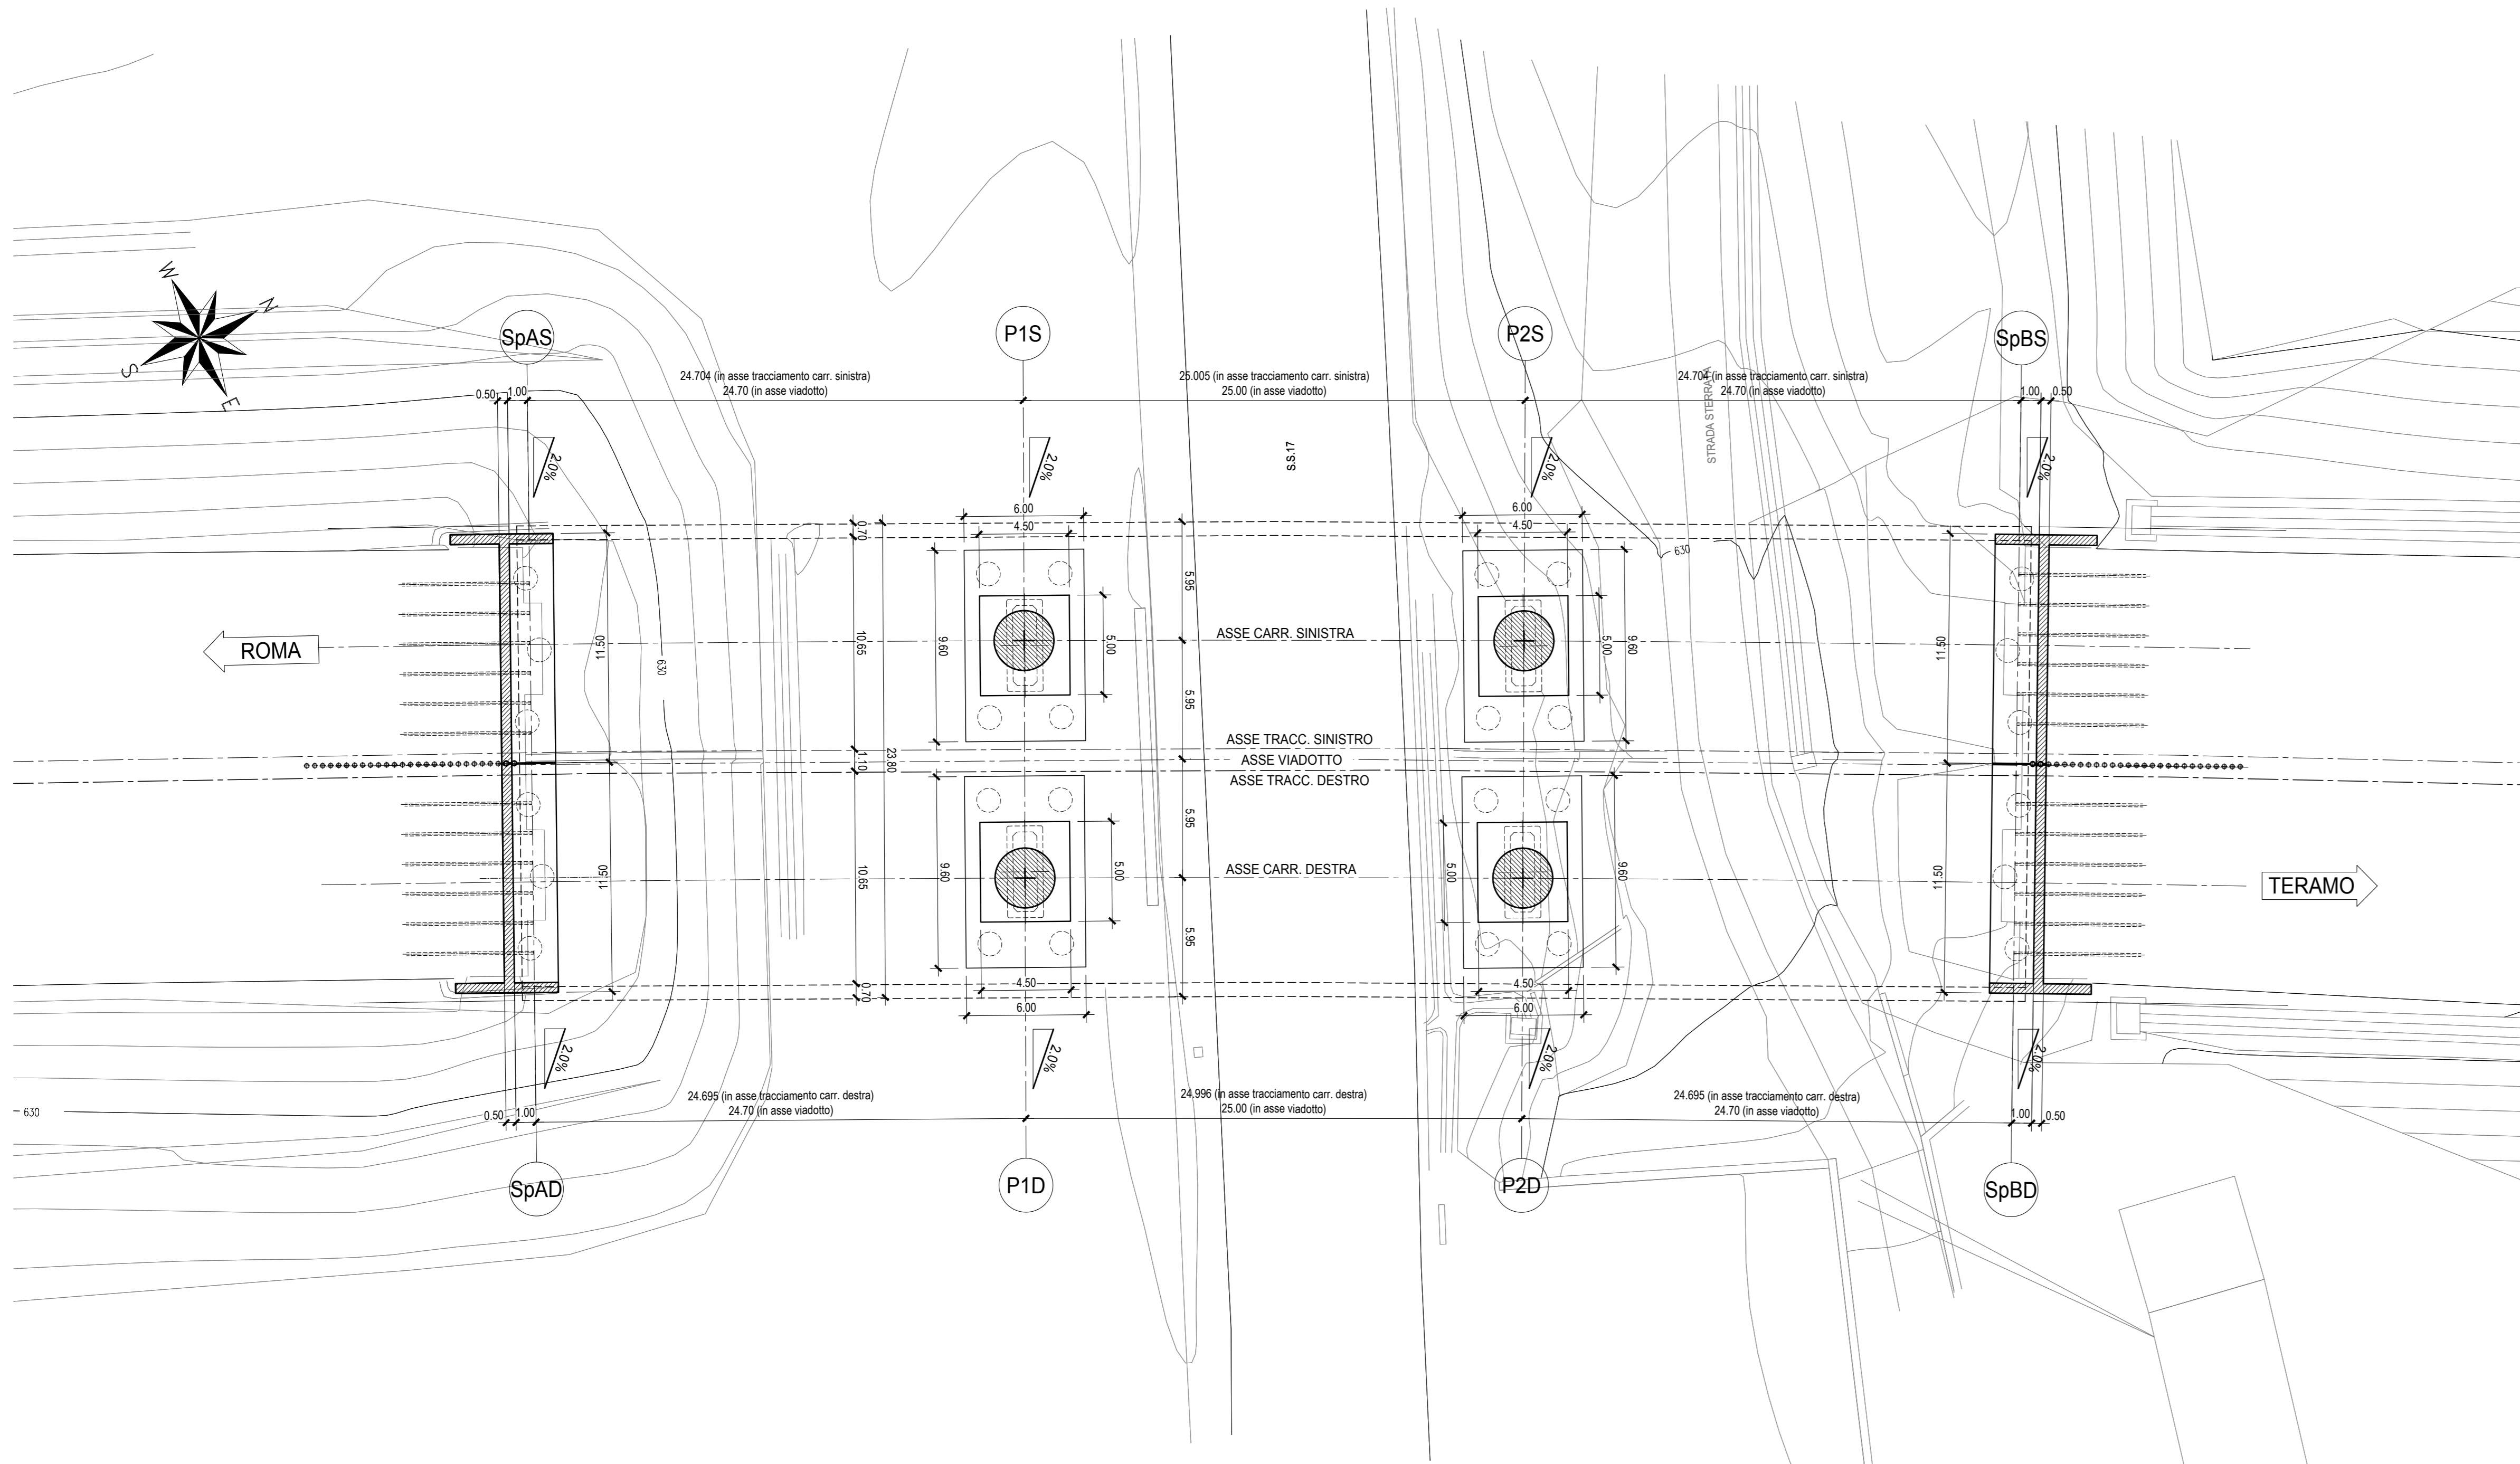 W
N
S
E
SpAS
P1S
P2S
SpBS
24.704 (in asse tracciamento carr. sinistra)
24.70 (in asse viadotto)
25.005 (in asse tracciamento carr. sinistra)
25.00 (in asse viadotto)
24.704 (in asse tracciamento carr. sinistra)
24.70 (in asse viadotto)
0.50
1.00
1.00
0.50
2.0%
2.0%
2.0%
2.0%
S.S.17
STRADA STERRATA
6.00
4.50
6.00
4.50
0.70
5.95
630
11.50
10.65
9.60
5.00
5.00
9.60
11.50
ROMA
ASSE CARR. SINISTRA
630
5.95
ASSE TRACC. SINISTRO
1.10
23.80
ASSE VIADOTTO
ASSE TRACC. DESTRO
5.95
11.50
10.65
9.60
5.00
ASSE CARR. DESTRA
5.00
9.60
11.50
TERAMO
5.95
0.70
4.50
6.00
4.50
6.00
2.0%
2.0%
2.0%
2.0%
24.695 (in asse tracciamento carr. destra)
24.70 (in asse viadotto)
24.996 (in asse tracciamento carr. destra)
25.00 (in asse viadotto)
24.695 (in asse tracciamento carr. destra)
24.70 (in asse viadotto)
630
0.50
1.00
1.00
0.50
SpAD
P1D
P2D
SpBD